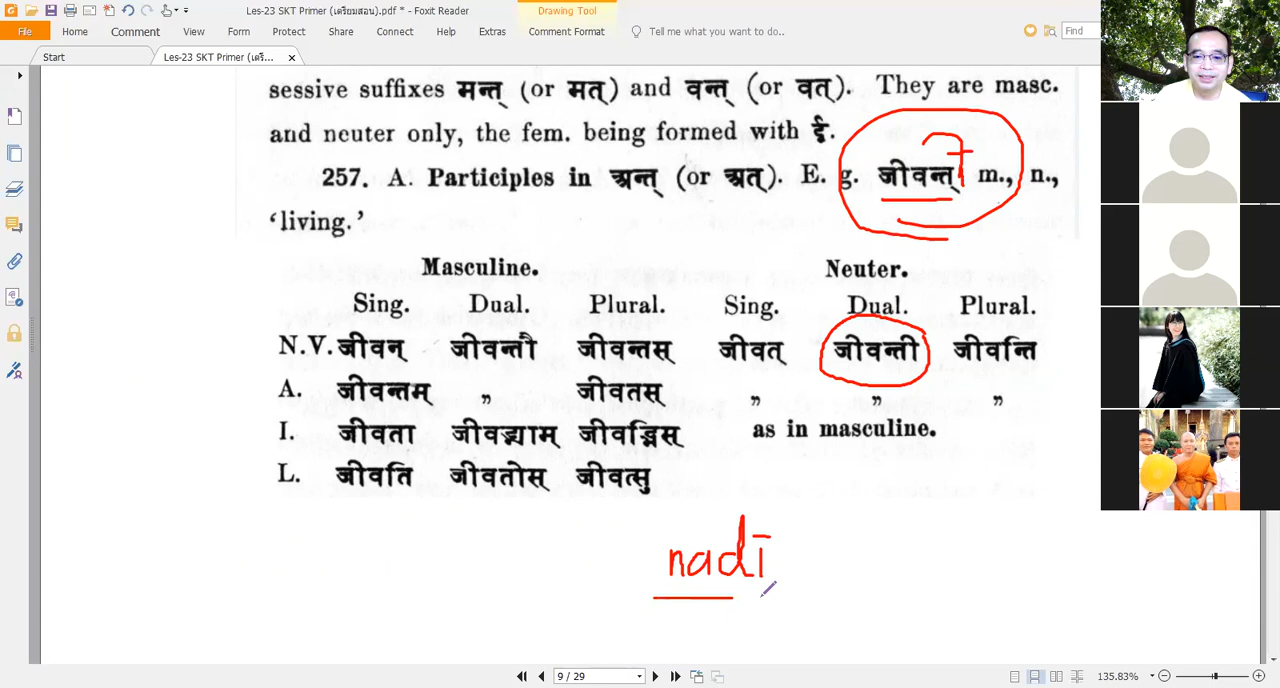 Les-23 SKT Primer (เตรียมสอน).pdf * - Foxit Reader
Drawing Tool
File Home Comment View Form Protect Share Connect Help Extras Comment Format Tell me what you want to do.. Find
Start Les-23 SKT Primer (เตรี...
sessive suffixes मन्त् (or मत्) and वन्त् (or वत्). They are masc.
and neuter only, the fem. being formed with ई.
257. A. Participles in अन्त् (or अत्). E. g. जीवन्त् m., n.,
'living.'
Masculine. Neuter.
Sing. Dual. Plural. Sing. Dual. Plural.
N.V. जीवन् जीवन्तौ जीवन्तस् जीवत् जीवन्ती जीवन्ति
A. जीवन्तम् „ जीवतस् „ „ „
I. जीवता जीवद्भ्याम् जीवद्भिस् as in masculine.
L. जीवति जीवतोस् जीवत्सु
nadī
9 / 29 135.83%